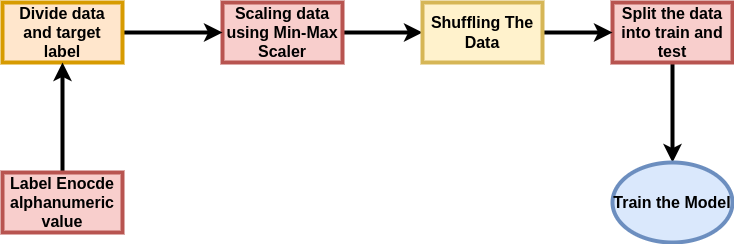 Divide data
and target
label
Scaling data
using Min-Max
Scaler
Shuffling The
Data
Split the data
into train and
test
Label Enocde
alphanumeric
value
Train the Model